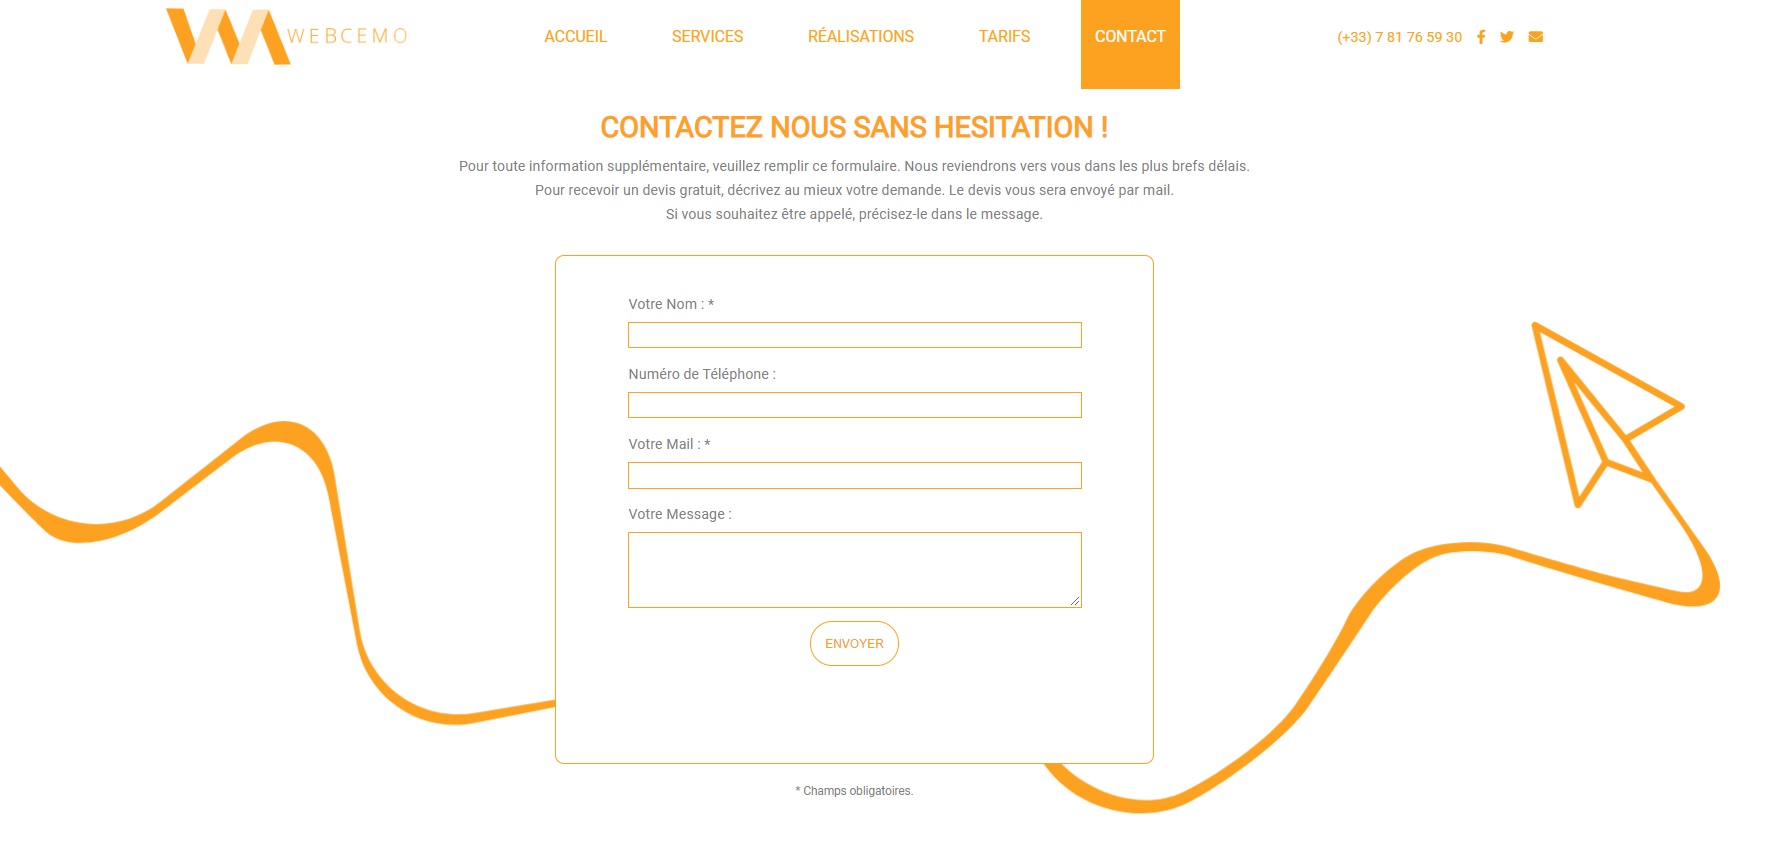 WEBCEMO
ACCUEIL SERVICES RÉALISATIONS TARIFS CONTACT (+33) 7 81 76 59 30
CONTACTEZ NOUS SANS HESITATION !
Pour toute information supplémentaire, veuillez remplir ce formulaire. Nous reviendrons vers vous dans les plus brefs délais.
Pour recevoir un devis gratuit, décrivez au mieux votre demande. Le devis vous sera envoyé par mail.
Si vous souhaitez être appelé, précisez-le dans le message.
Votre Nom : *
Numéro de Téléphone :
Votre Mail : *
Votre Message :
ENVOYER
* Champs obligatoires.